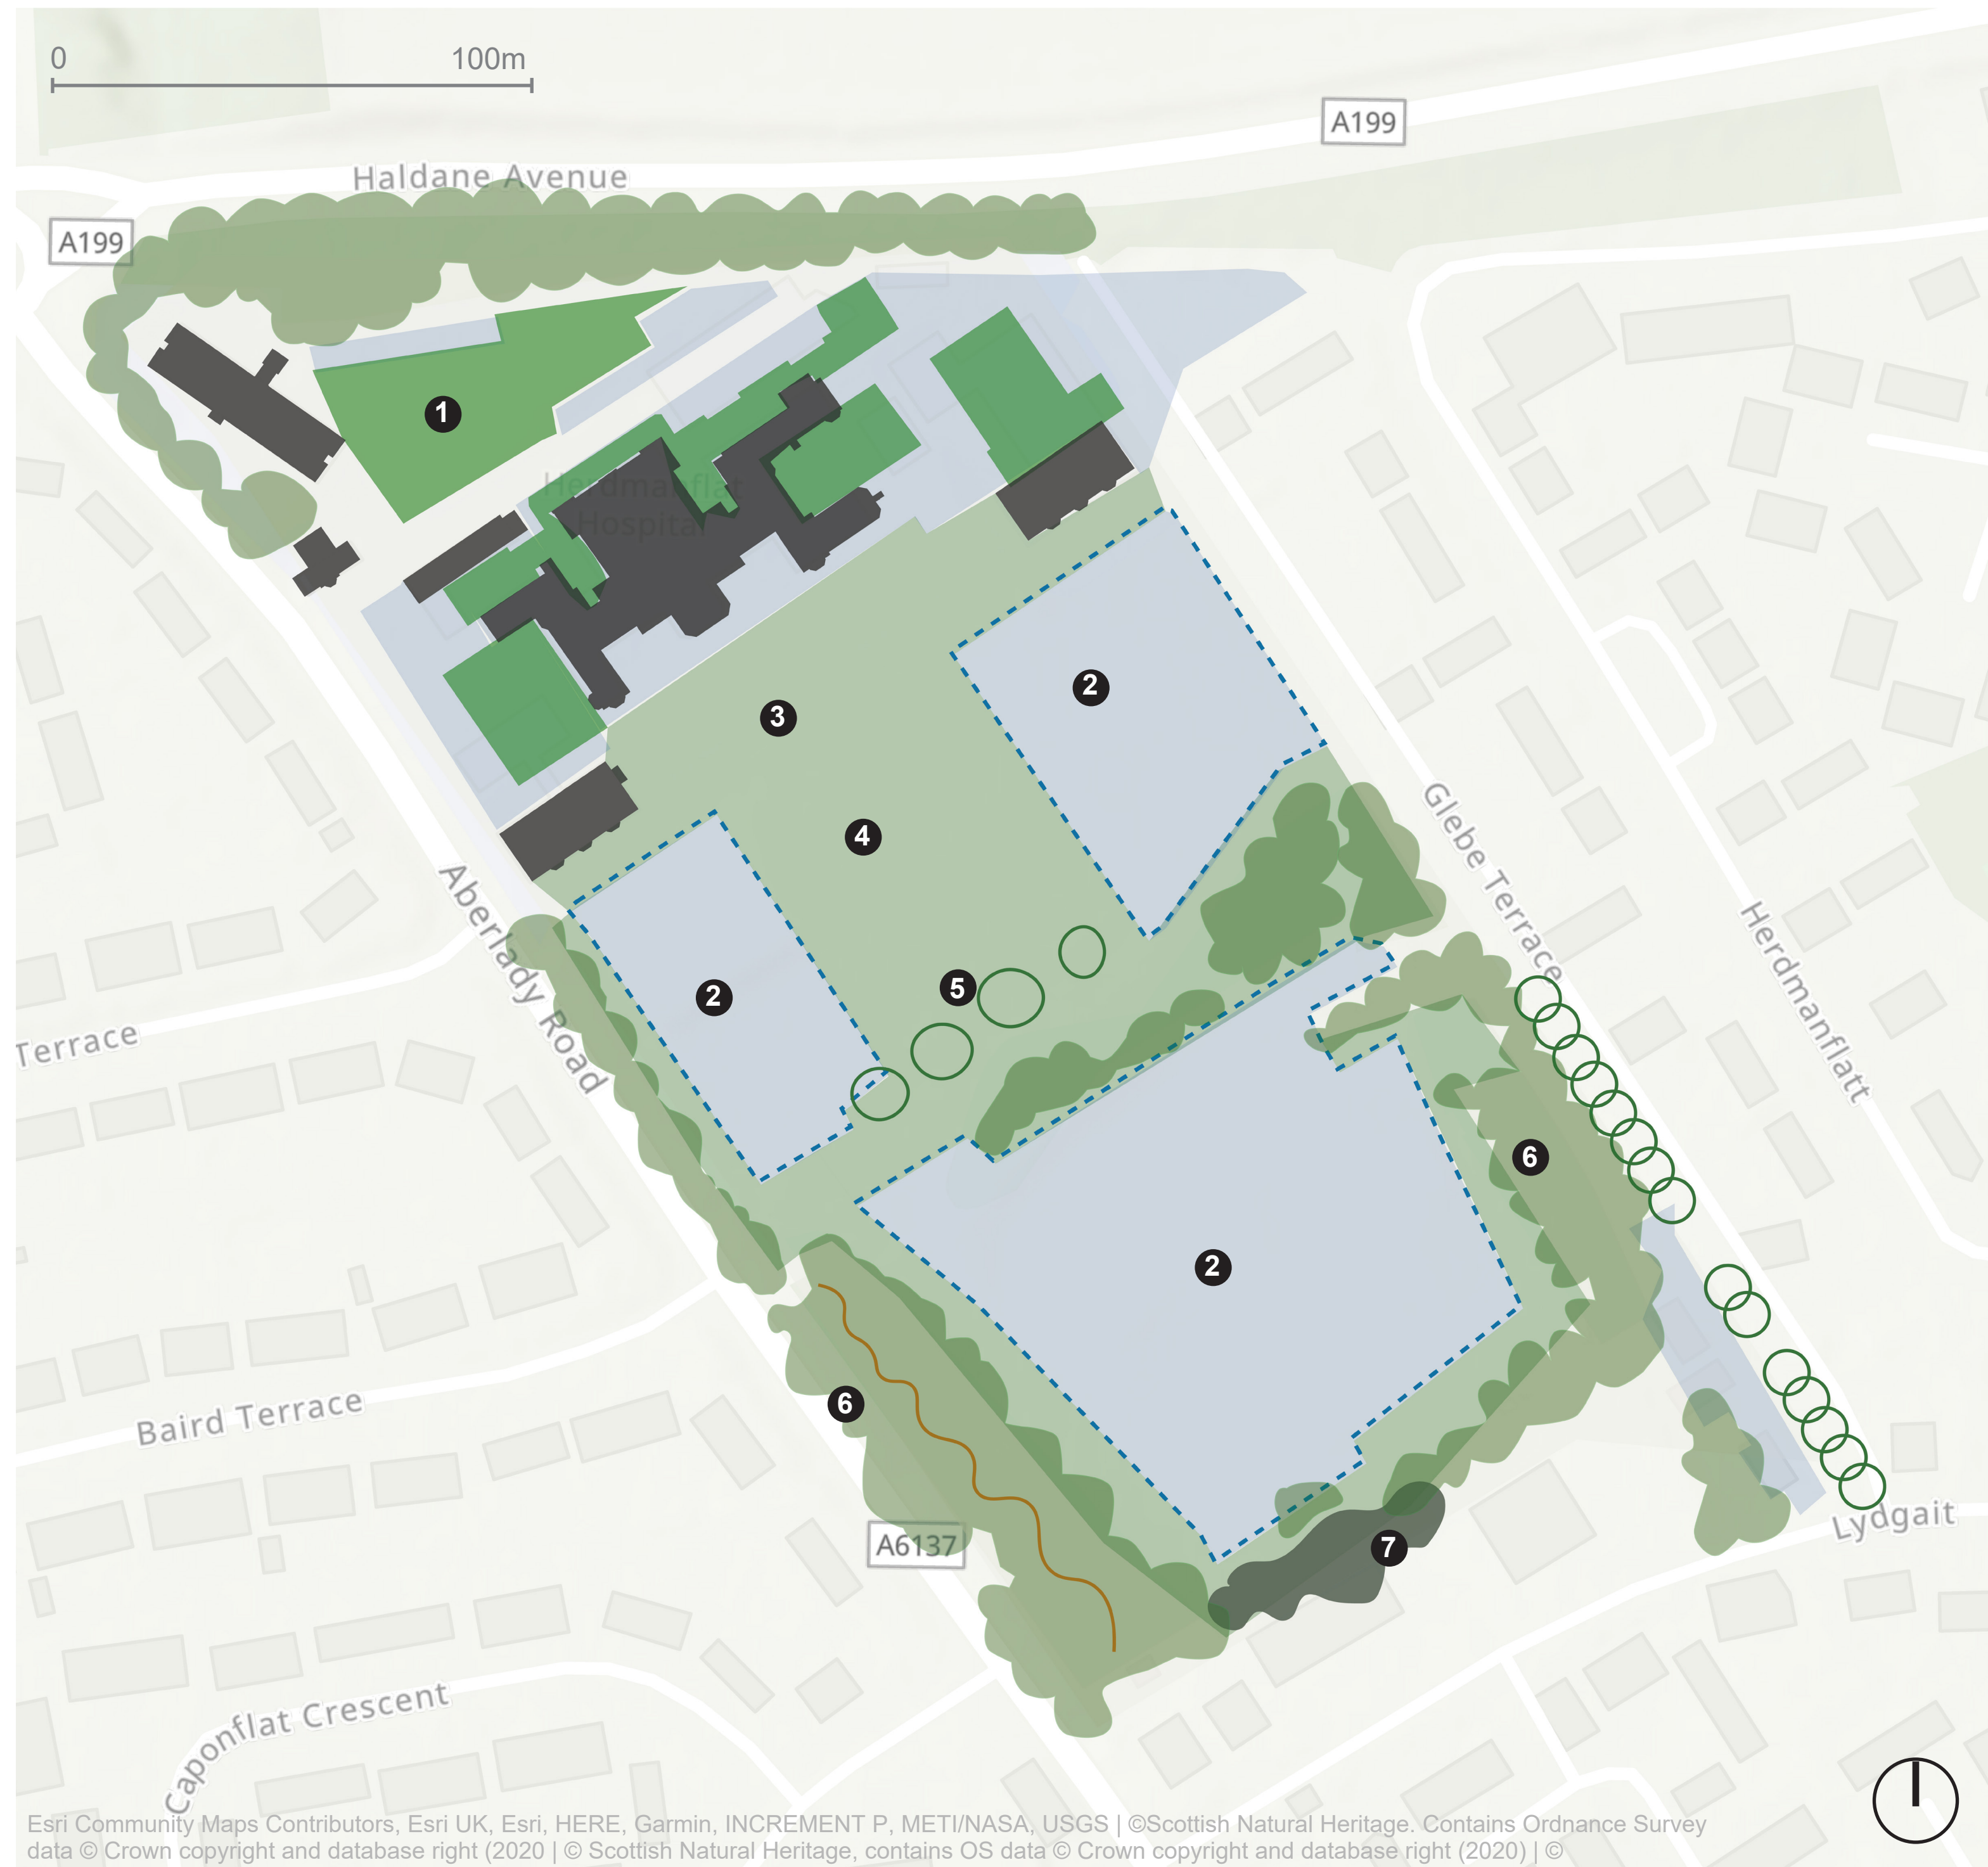 0 100m
A199
Haldane Avenue
A199
1
Herdmanflat
Hospital
2
3
Glebe Terrace
4
Aberlady Road
Herdmanflatt
5
2
Terrace
6
2
Baird Terrace
6
Lydgait
A6137
7
Caponflat Crescent
Esri Community Maps Contributors, Esri UK, Esri, HERE, Garmin, INCREMENT P, METI/NASA, USGS | ©Scottish Natural Heritage. Contains Ordnance Survey
data © Crown copyright and database right (2020 | © Scottish Natural Heritage, contains OS data © Crown copyright and database right (2020) | ©